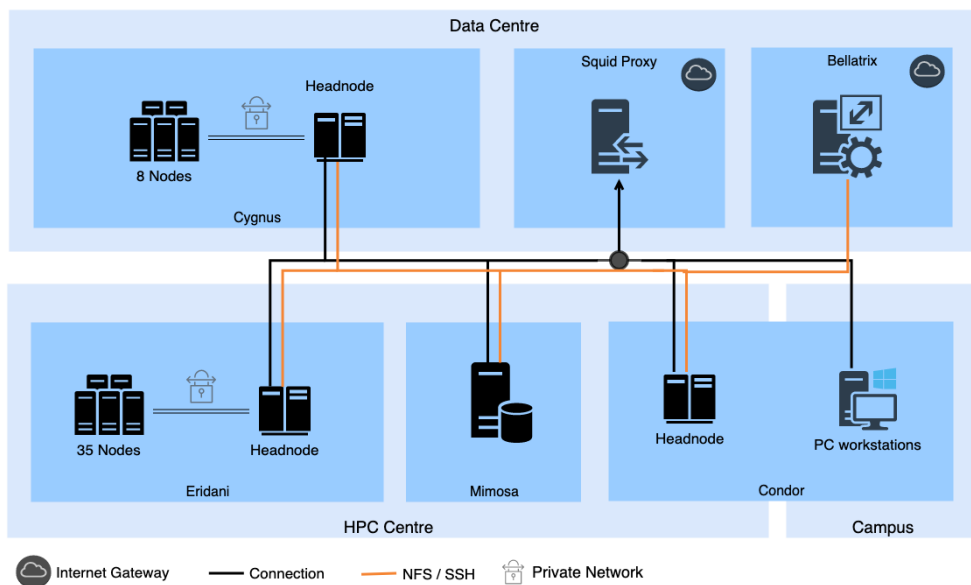 Data Centre
Headnode
8 Nodes
Cygnus
Squid Proxy
Bellatrix
35 Nodes
Headnode
Eridani
Mimosa
Headnode
PC workstations
Condor
HPC Centre
Campus
Internet Gateway
Connection
NFS / SSH
Private Network